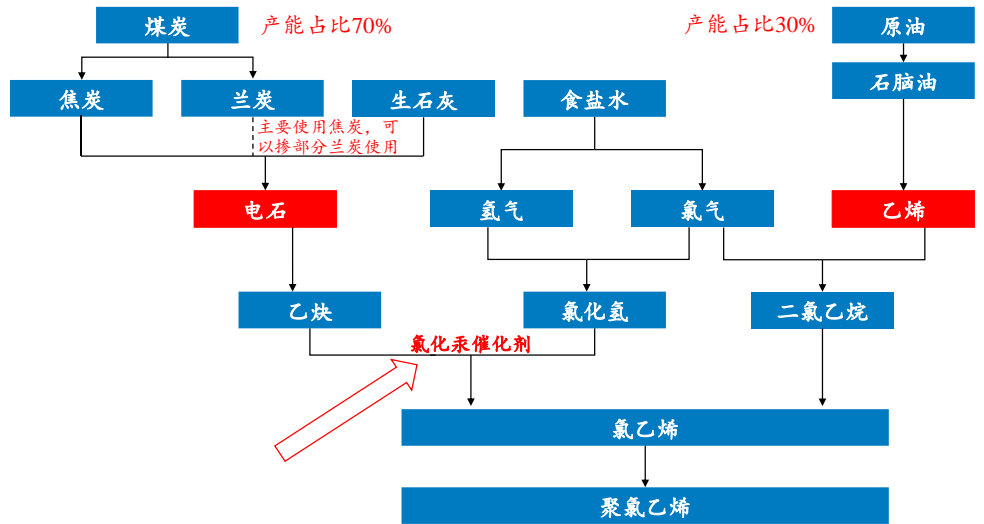 煤炭
产能占比70%
产能占比30%
原油
焦炭
兰炭
生石灰
食盐水
石脑油
主要使用焦炭，可
以掺部分兰炭使用
电石
氢气
氯气
乙烯
乙炔
氯化氢
二氯乙烷
氯化汞催化剂
氯乙烯
聚氯乙烯